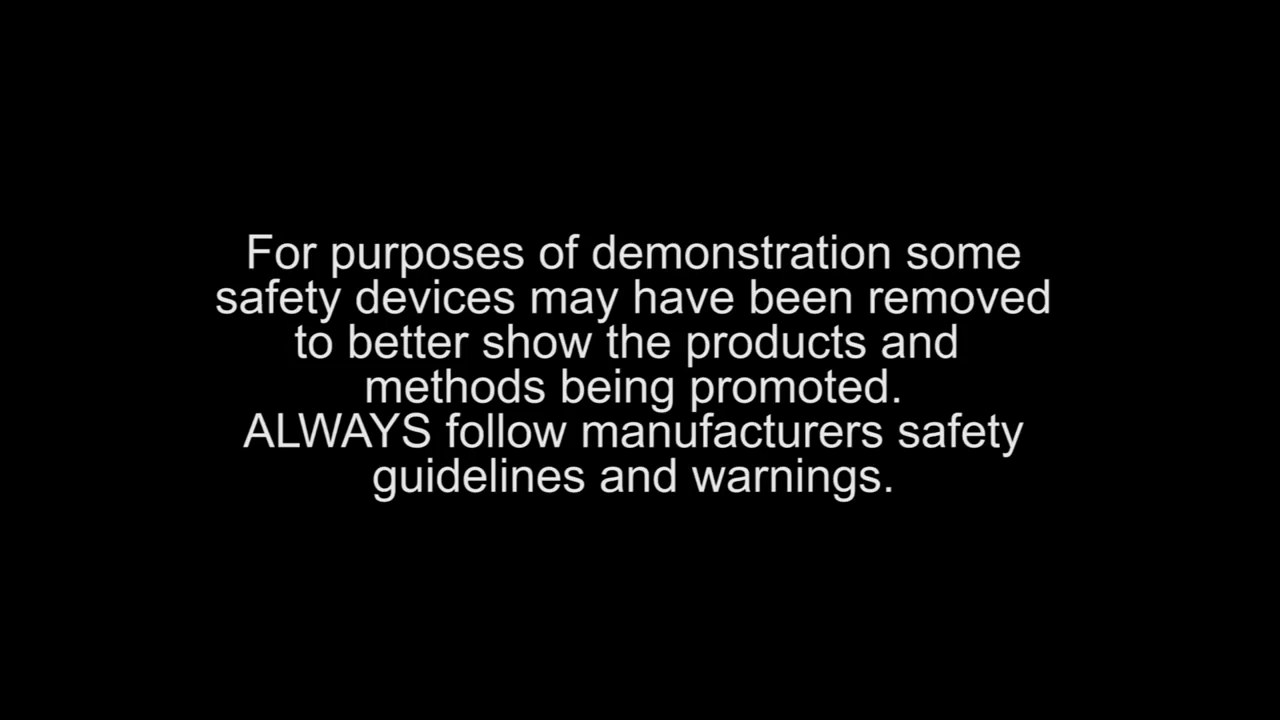 For purposes of demonstration some
safety devices may have been removed
to better show the products and
methods being promoted.
ALWAYS follow manufacturers safety
guidelines and warnings.